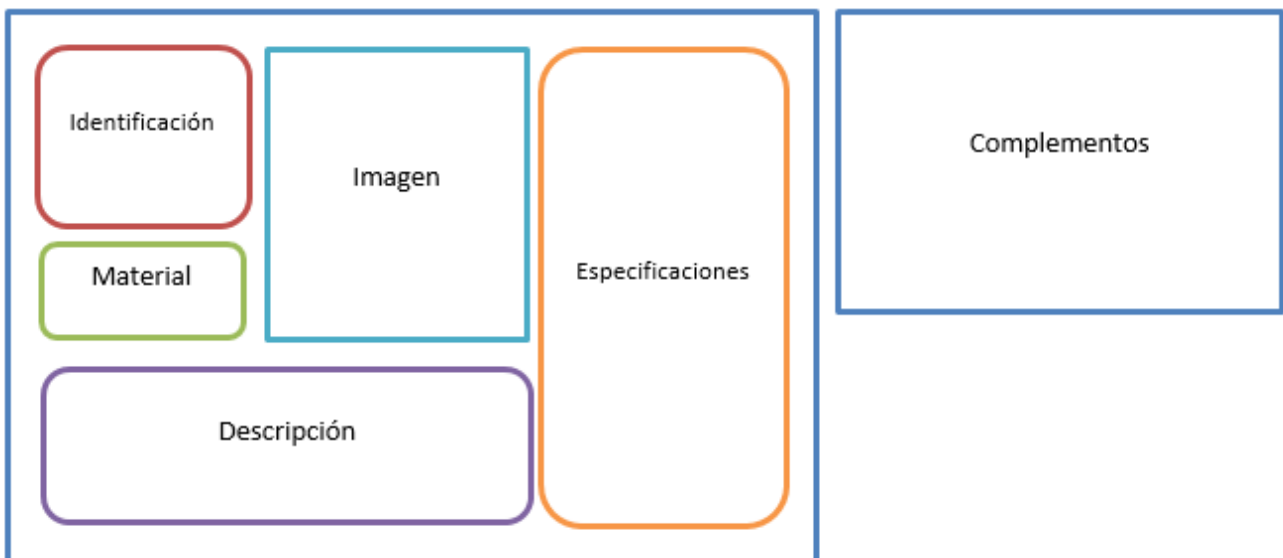 Identificación
Material
Imagen
Descripción
Especificaciones
Complementos